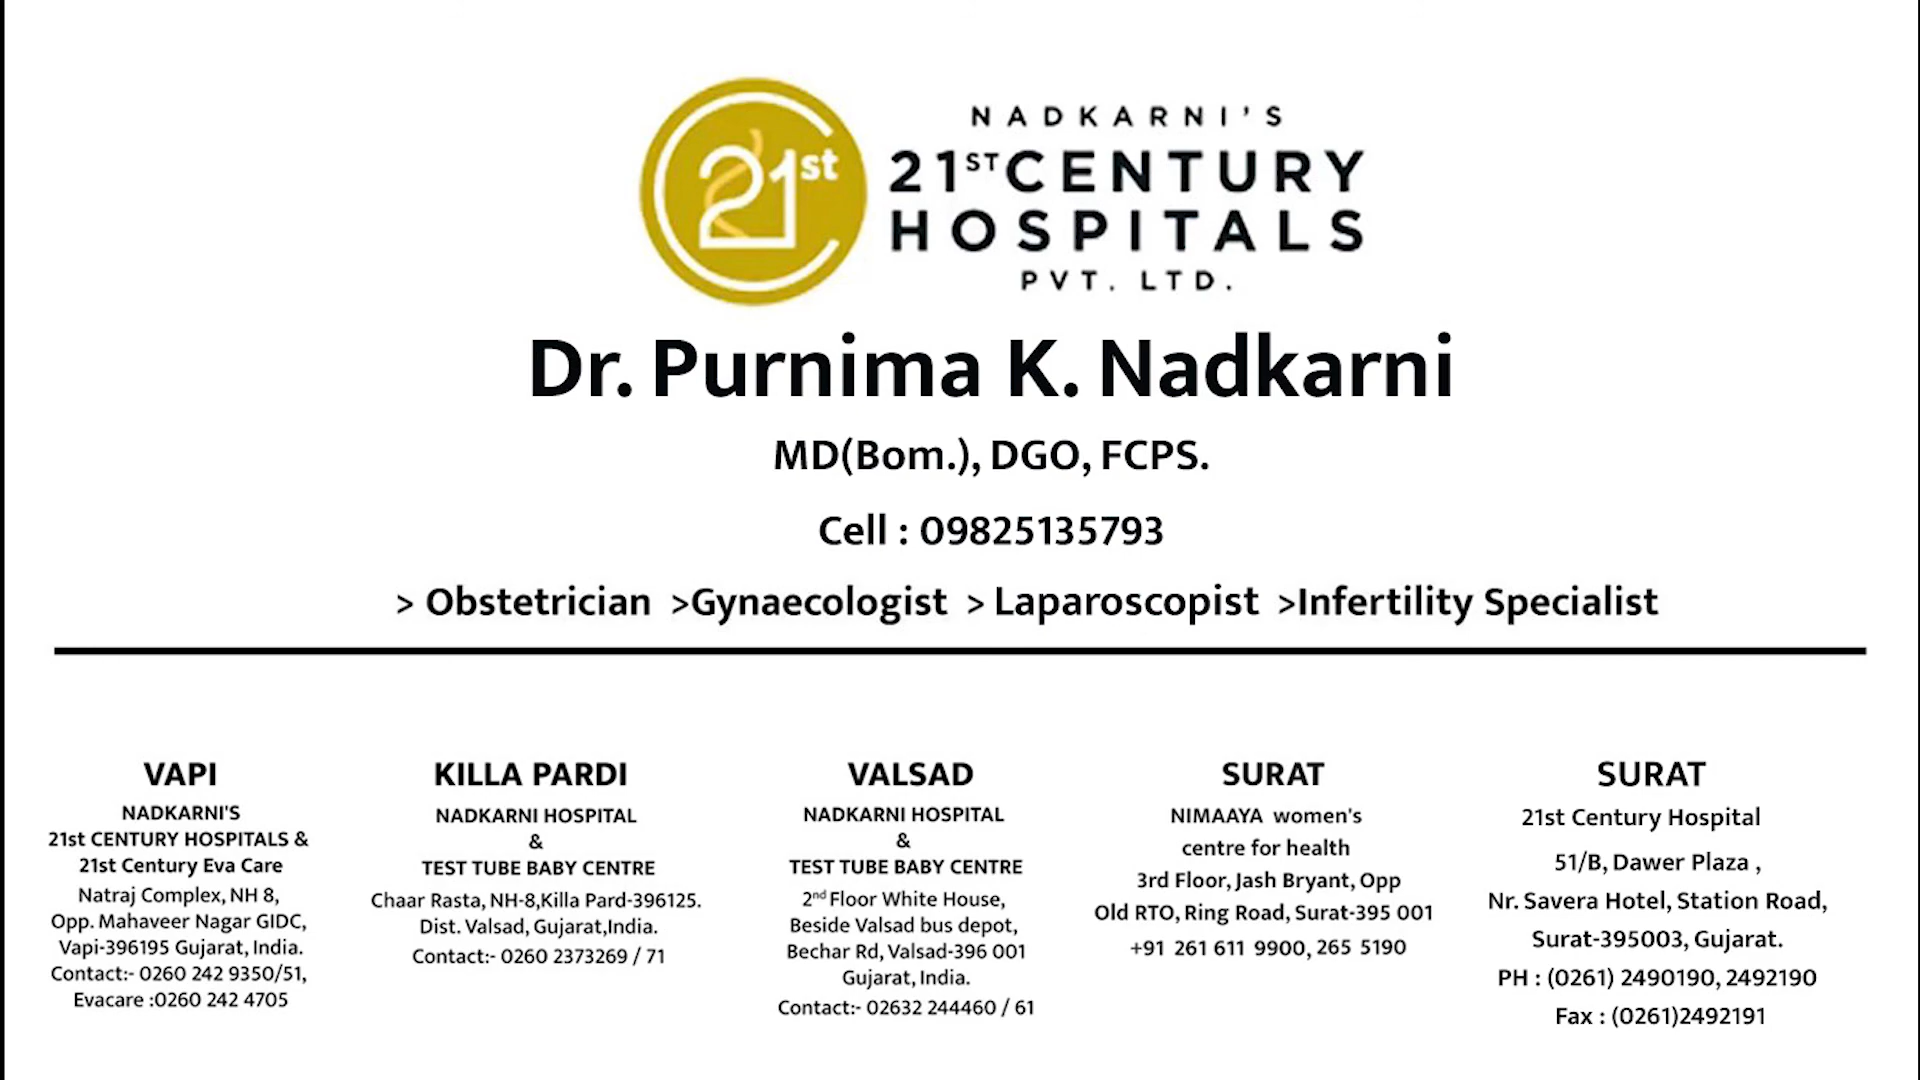 21st
NADKARNI'S
21ST CENTURY
HOSPITALS
PVT. LTD.
Dr. Purnima K. Nadkarni
MD(Bom.), DGO, FCPS.
Cell : 09825135793
> Obstetrician >Gynaecologist > Laparoscopist >Infertility Specialist
VAPI
NADKARNI'S
21st CENTURY HOSPITALS &
21st Century Eva Care
Natraj Complex, NH 8,
Opp. Mahaveer Nagar GIDC,
Vapi-396195 Gujarat, India.
Contact:- 0260 242 9350/51,
Evacare :0260 242 4705
KILLA PARDI
NADKARNI HOSPITAL
&
TEST TUBE BABY CENTRE
Chaar Rasta, NH-8,Killa Pard-396125.
Dist. Valsad, Gujarat,India.
Contact:- 0260 2373269 / 71
VALSAD
NADKARNI HOSPITAL
&
TEST TUBE BABY CENTRE
2nd Floor White House,
Beside Valsad bus depot,
Bechar Rd, Valsad-396 001
Gujarat, India.
Contact:- 02632 244460 / 61
SURAT
NIMAAYA women's
centre for health
3rd Floor, Jash Bryant, Opp
Old RTO, Ring Road, Surat-395 001
+91 261 611 9900, 265 5190
SURAT
21st Century Hospital
51/B, Dawer Plaza ,
Nr. Savera Hotel, Station Road,
Surat-395003, Gujarat.
PH : (0261) 2490190, 2492190
Fax : (0261)2492191